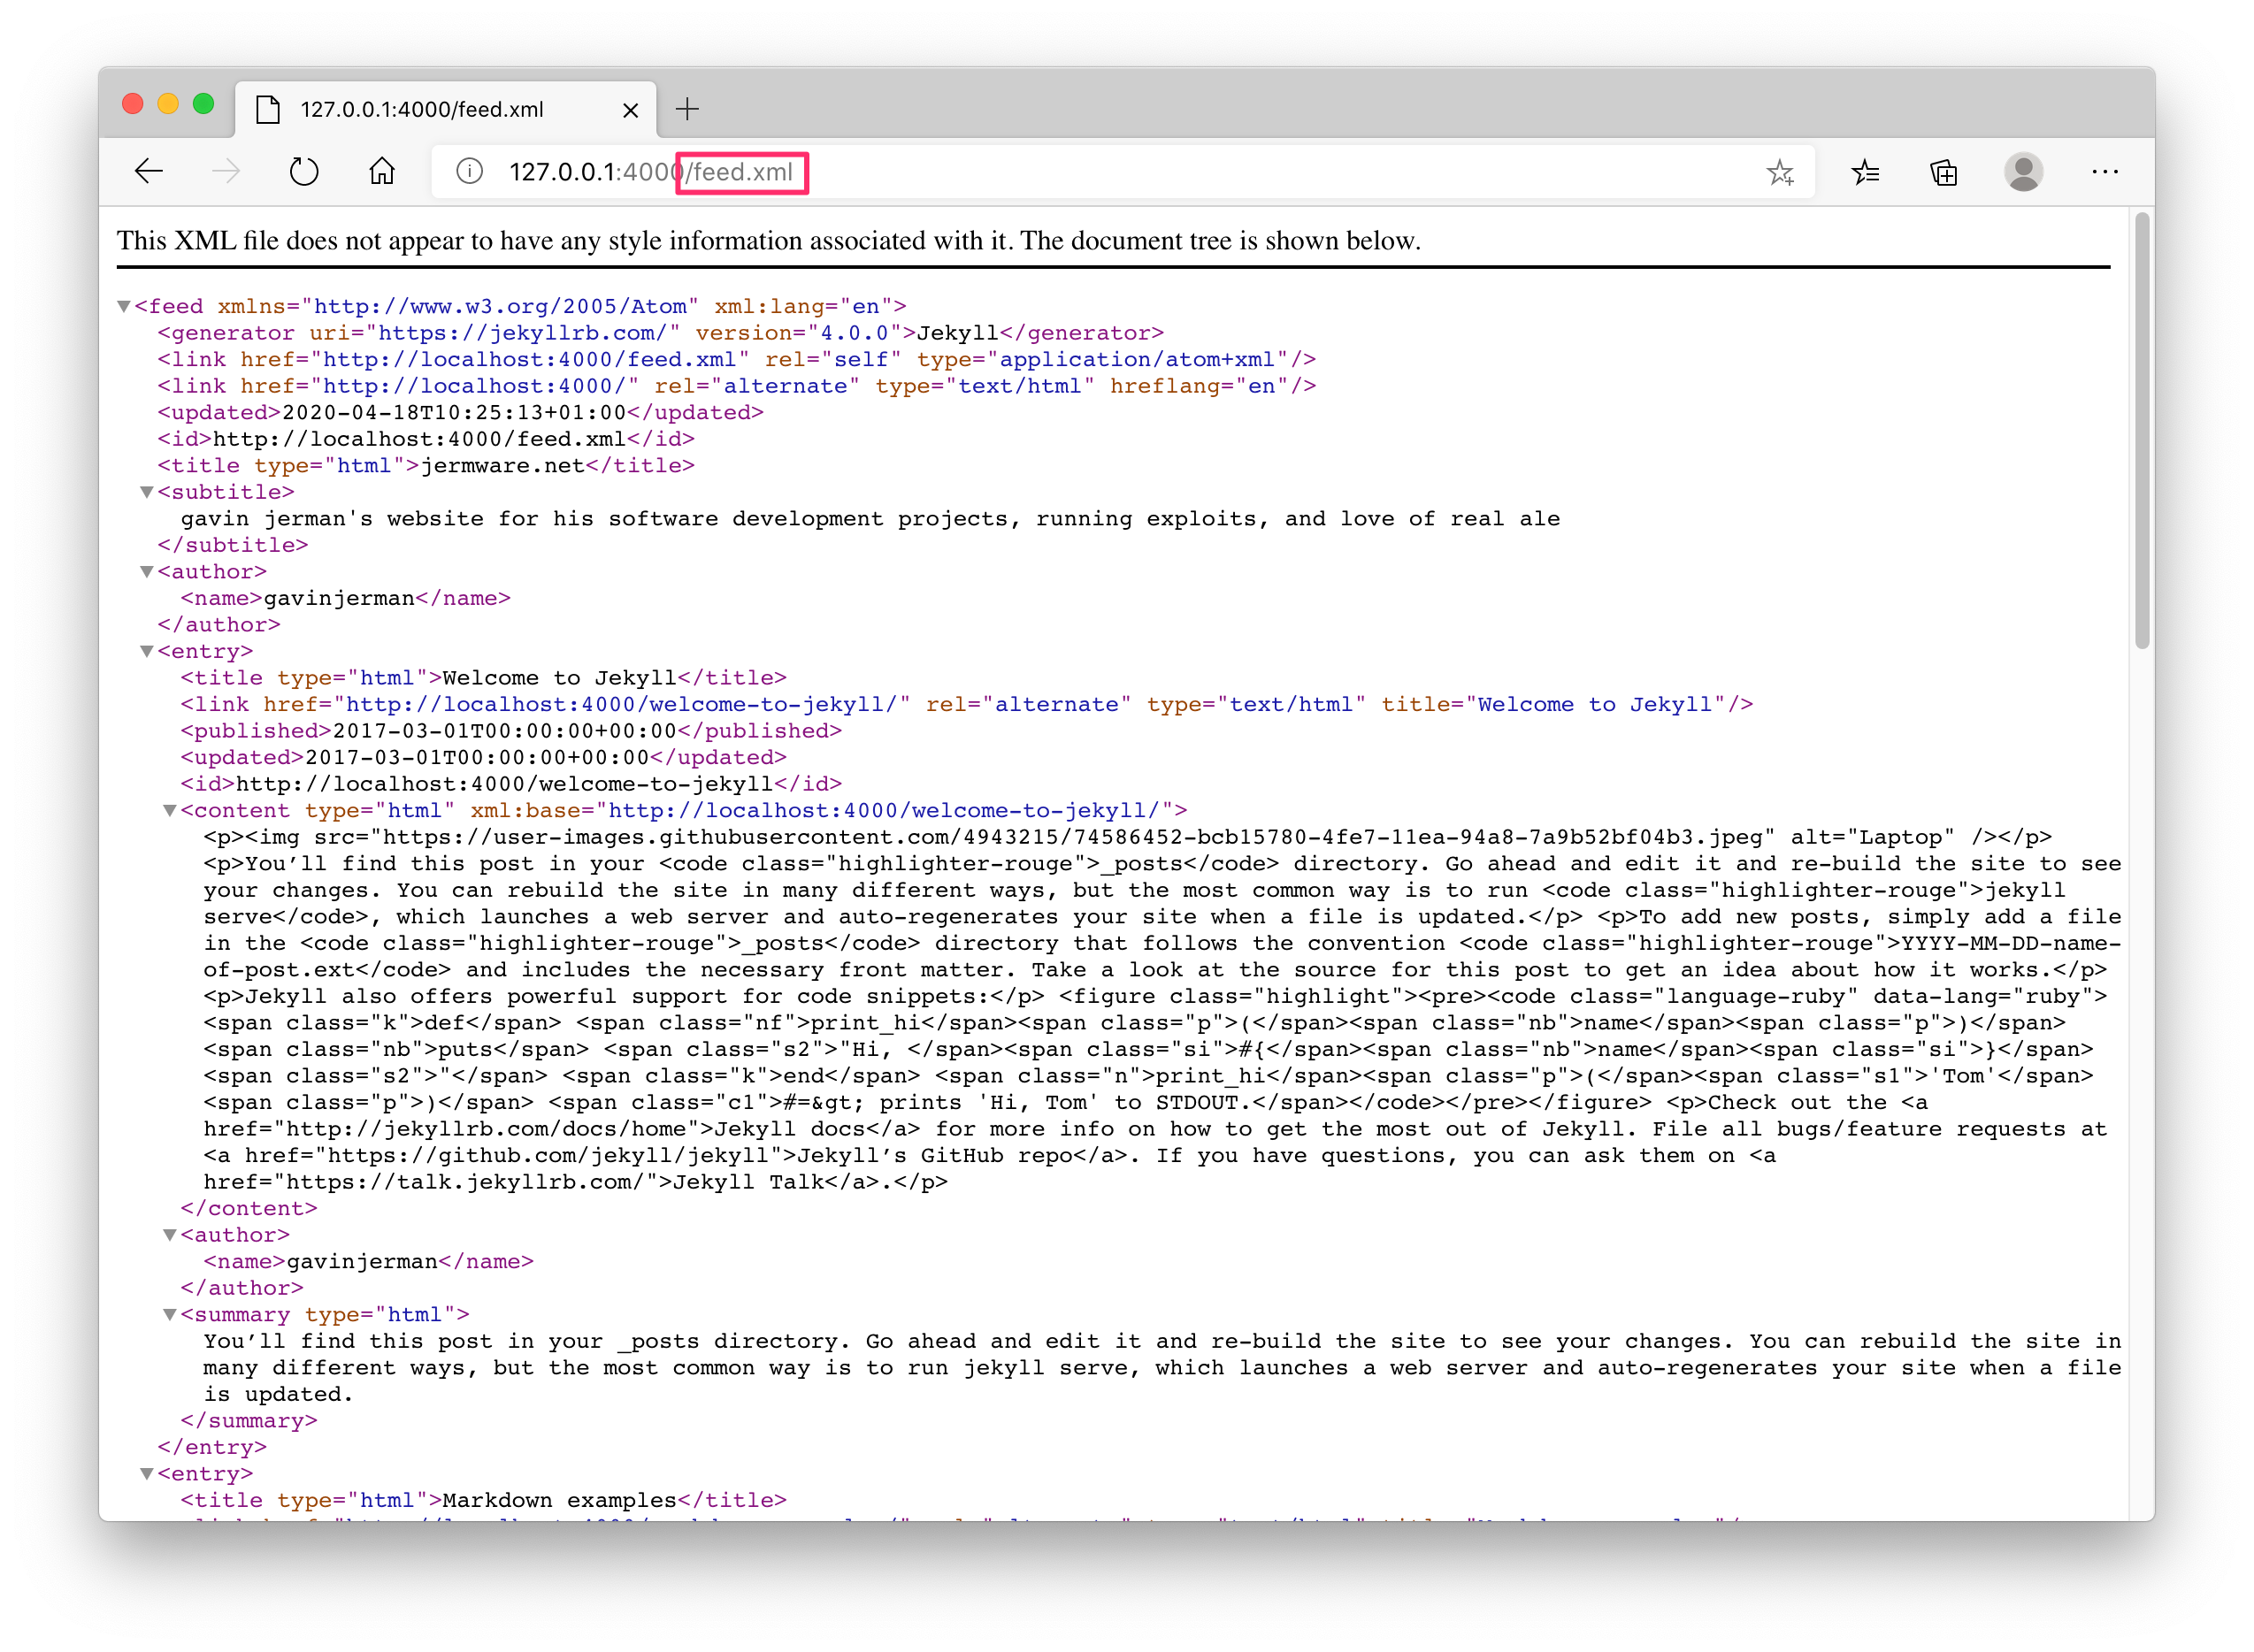 127.0.0.1:4000/feed.xml
127.0.0.1:4000/feed.xml
This XML file does not appear to have any style information associated with it. The document tree is shown below.
<feed xmlns="http://www.w3.org/2005/Atom" xml:lang="en">
<generator uri="https://jekyllrb.com/" version="4.0.0">Jekyll</generator>
<link href="http://localhost:4000/feed.xml" rel="self" type="application/atom+xml"/>
<link href="http://localhost:4000/" rel="alternate" type="text/html" hreflang="en"/>
<updated>2020-04-18T10:25:13+01:00</updated>
<id>http://localhost:4000/feed.xml</id>
<title type="html">jermware.net</title>
<subtitle>
gavin jerman's website for his software development projects, running exploits, and love of real ale
</subtitle>
<author>
<name>gavinjerman</name>
</author>
<entry>
<title type="html">Welcome to Jekyll</title>
<link href="http://localhost:4000/welcome-to-jekyll/" rel="alternate" type="text/html" title="Welcome to Jekyll"/>
<published>2017-03-01T00:00:00+00:00</published>
<updated>2017-03-01T00:00:00+00:00</updated>
<id>http://localhost:4000/welcome-to-jekyll</id>
<content type="html" xml:base="http://localhost:4000/welcome-to-jekyll/">
<p><img src="https://user-images.githubusercontent.com/4943215/74586452-bcb15780-4fe7-11ea-94a8-7a9b52bf04b3.jpeg" alt="Laptop" /></p>
<p>You’ll find this post in your <code class="highlighter-rouge">_posts</code> directory. Go ahead and edit it and re-build the site to see
your changes. You can rebuild the site in many different ways, but the most common way is to run <code class="highlighter-rouge">jekyll
serve</code>, which launches a web server and auto-regenerates your site when a file is updated.</p> <p>To add new posts, simply add a file
in the <code class="highlighter-rouge">_posts</code> directory that follows the convention <code class="highlighter-rouge">YYYY-MM-DD-name-
of-post.ext</code> and includes the necessary front matter. Take a look at the source for this post to get an idea about how it works.</p>
<p>Jekyll also offers powerful support for code snippets:</p> <figure class="highlight"><pre><code class="language-ruby" data-lang="ruby">
<span class="k">def</span> <span class="nf">print_hi</span><span class="p">(</span><span class="nb">name</span><span class="p">)</span>
<span class="nb">puts</span> <span class="s2">"Hi, </span><span class="si">#{</span><span class="nb">name</span><span class="si">}</span>
<span class="s2">"</span> <span class="k">end</span> <span class="n">print_hi</span><span class="p">(</span><span class="s1">'Tom'</span>
<span class="p">)</span> <span class="c1">#=&gt; prints 'Hi, Tom' to STDOUT.</span></code></pre></figure> <p>Check out the <a
href="http://jekyllrb.com/docs/home">Jekyll docs</a> for more info on how to get the most out of Jekyll. File all bugs/feature requests at
<a href="https://github.com/jekyll/jekyll">Jekyll’s GitHub repo</a>. If you have questions, you can ask them on <a
href="https://talk.jekyllrb.com/">Jekyll Talk</a>.</p>
</content>
<author>
<name>gavinjerman</name>
</author>
<summary type="html">
You’ll find this post in your _posts directory. Go ahead and edit it and re-build the site to see your changes. You can rebuild the site in
many different ways, but the most common way is to run jekyll serve, which launches a web server and auto-regenerates your site when a file
is updated.
</summary>
</entry>
<entry>
<title type="html">Markdown examples</title>